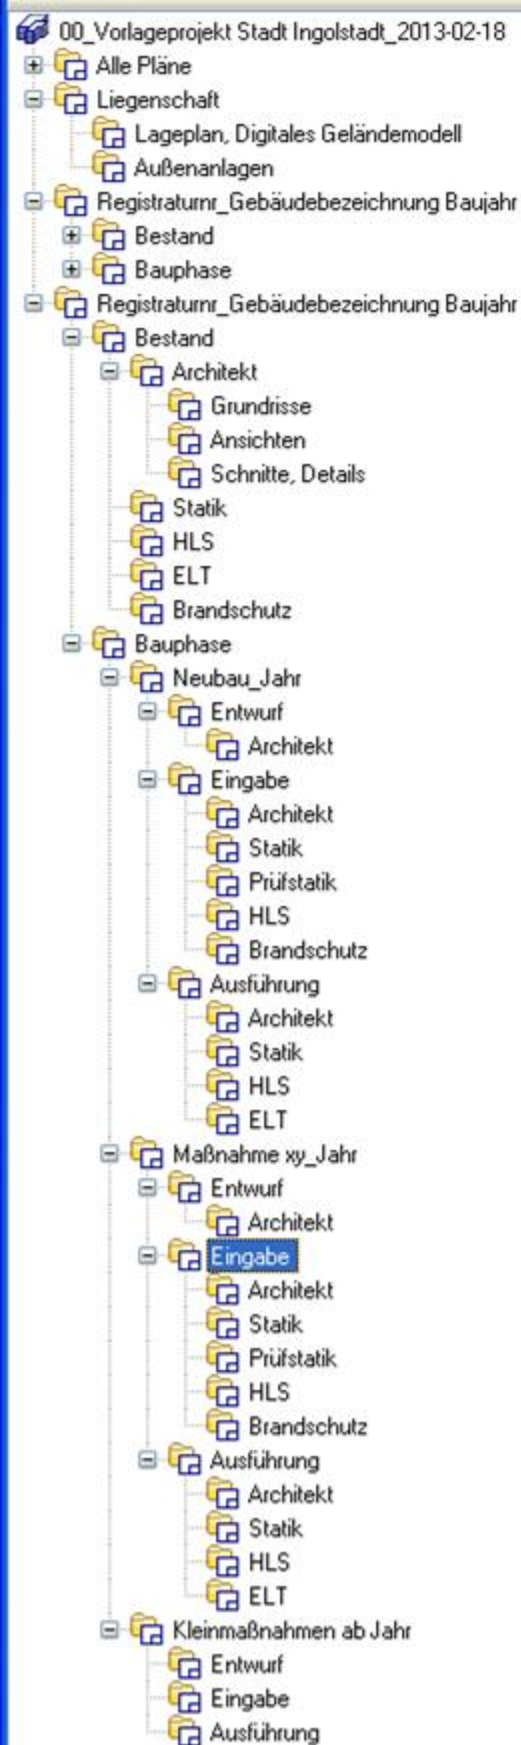 00_Vorlageprojekt Stadt Ingolstadt_2013-02-18
Alle Pläne
Liegenschaft
Lageplan, Digitales Geländemodell
Außenanlagen
Registraturnr_Gebäudebezeichnung Baujahr
Bestand
Bauphase
Registraturnr_Gebäudebezeichnung Baujahr
Bestand
Architekt
Grundrisse
Ansichten
Schnitte, Details
Statik
HLS
ELT
Brandschutz
Bauphase
Neubau_Jahr
Entwurf
Architekt
Eingabe
Architekt
Statik
Prüfstatik
HLS
Brandschutz
Ausführung
Architekt
Statik
HLS
ELT
Maßnahme xy_Jahr
Entwurf
Architekt
Eingabe
Architekt
Statik
Prüfstatik
HLS
Brandschutz
Ausführung
Architekt
Statik
HLS
ELT
Kleinmaßnahmen ab Jahr
Entwurf
Eingabe
Ausführung